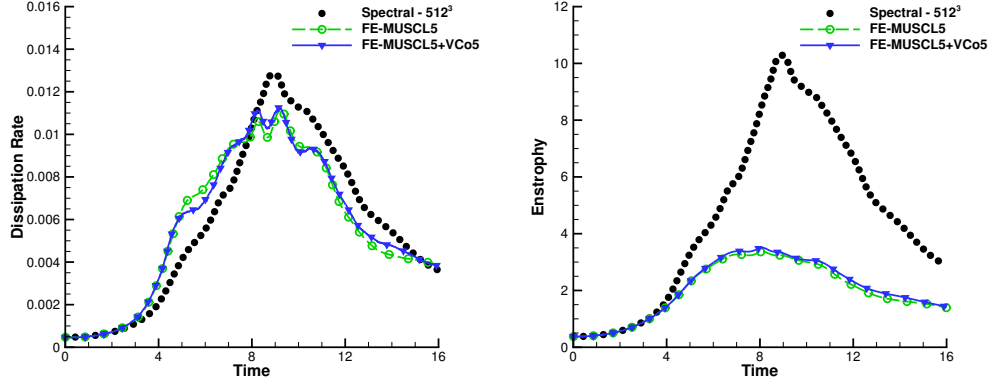 Spectral - 512³
FE-MUSCL5
FE-MUSCL5+VCo5
0.016
0.014
0.012
0.01
0.008
0.006
0.004
0.002
0
Dissipation Rate
0 4 8 12 16
Time
Spectral - 512³
FE-MUSCL5
FE-MUSCL5+VCo5
12
10
8
6
4
2
0
Enstrophy
0 4 8 12 16
Time